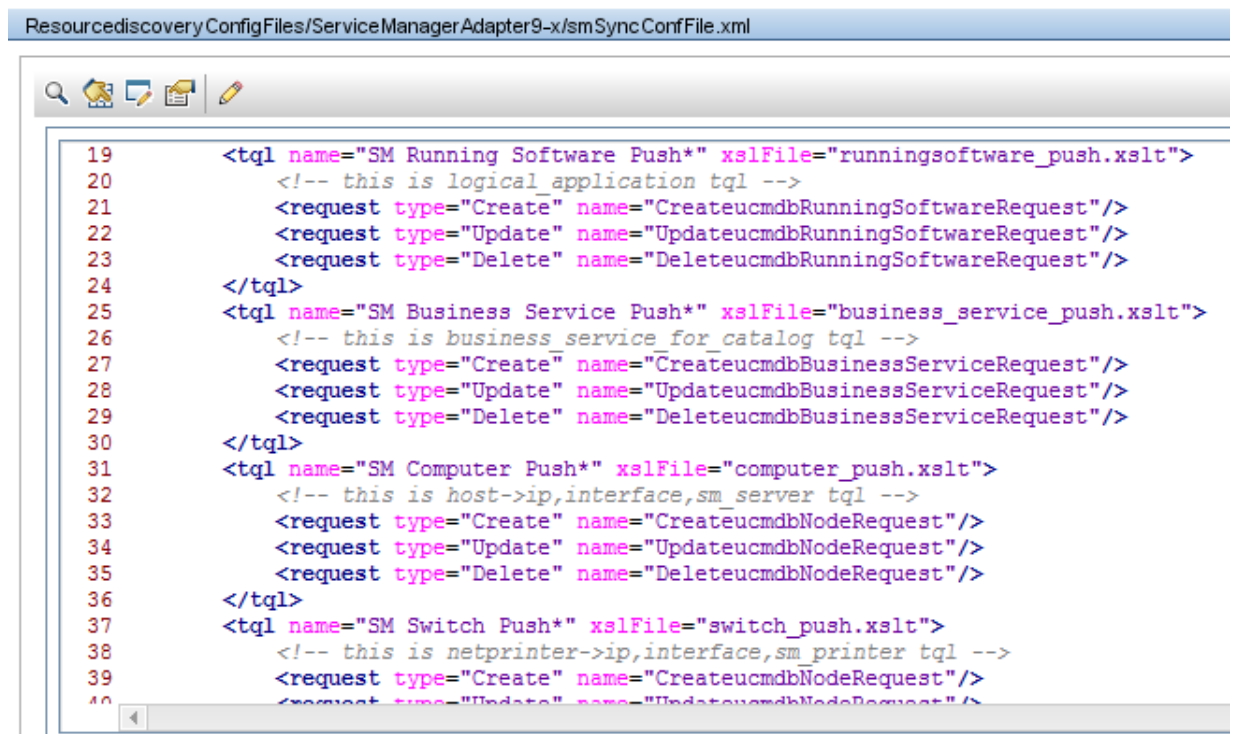 ResourcediscoveryConfigFiles/ServiceManagerAdapter9-x/smSyncConfFile.xml
19 <tql name="SM Running Software Push*" xslFile="runningsoftware_push.xslt">
20 <!-- this is logical_application tql -->
21 <request type="Create" name="CreateucmdbRunningSoftwareRequest"/>
22 <request type="Update" name="UpdateucmdbRunningSoftwareRequest"/>
23 <request type="Delete" name="DeleteucmdbRunningSoftwareRequest"/>
24 </tql>
25 <tql name="SM Business Service Push*" xslFile="business_service_push.xslt">
26 <!-- this is business_service_for_catalog tql -->
27 <request type="Create" name="CreateucmdbBusinessServiceRequest"/>
28 <request type="Update" name="UpdateucmdbBusinessServiceRequest"/>
29 <request type="Delete" name="DeleteucmdbBusinessServiceRequest"/>
30 </tql>
31 <tql name="SM Computer Push*" xslFile="computer_push.xslt">
32 <!-- this is host->ip,interface,sm_server tql -->
33 <request type="Create" name="CreateucmdbNodeRequest"/>
34 <request type="Update" name="UpdateucmdbNodeRequest"/>
35 <request type="Delete" name="DeleteucmdbNodeRequest"/>
36 </tql>
37 <tql name="SM Switch Push*" xslFile="switch_push.xslt">
38 <!-- this is netprinter->ip,interface,sm_printer tql -->
39 <request type="Create" name="CreateucmdbNodeRequest"/>
40 <request type="Update" name="UpdateucmdbNodeRequest"/>